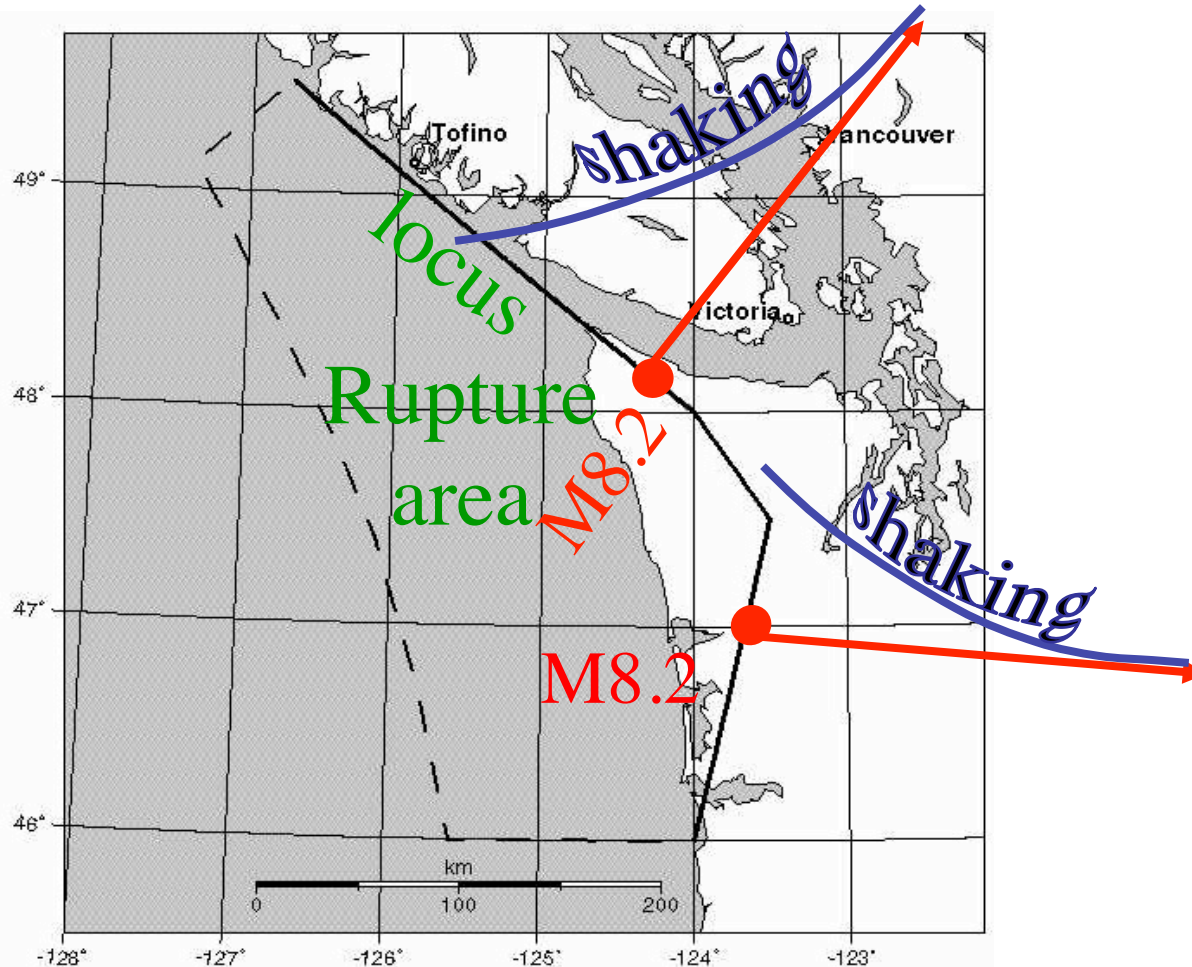 shaking
Tofino
Vancouver
49°
locus
Victoria
Rupture
48°
M8.2
area
shaking
47°
M8.2
46°
km
0 100 200
-128° -127° -126° -125° -124° -123°